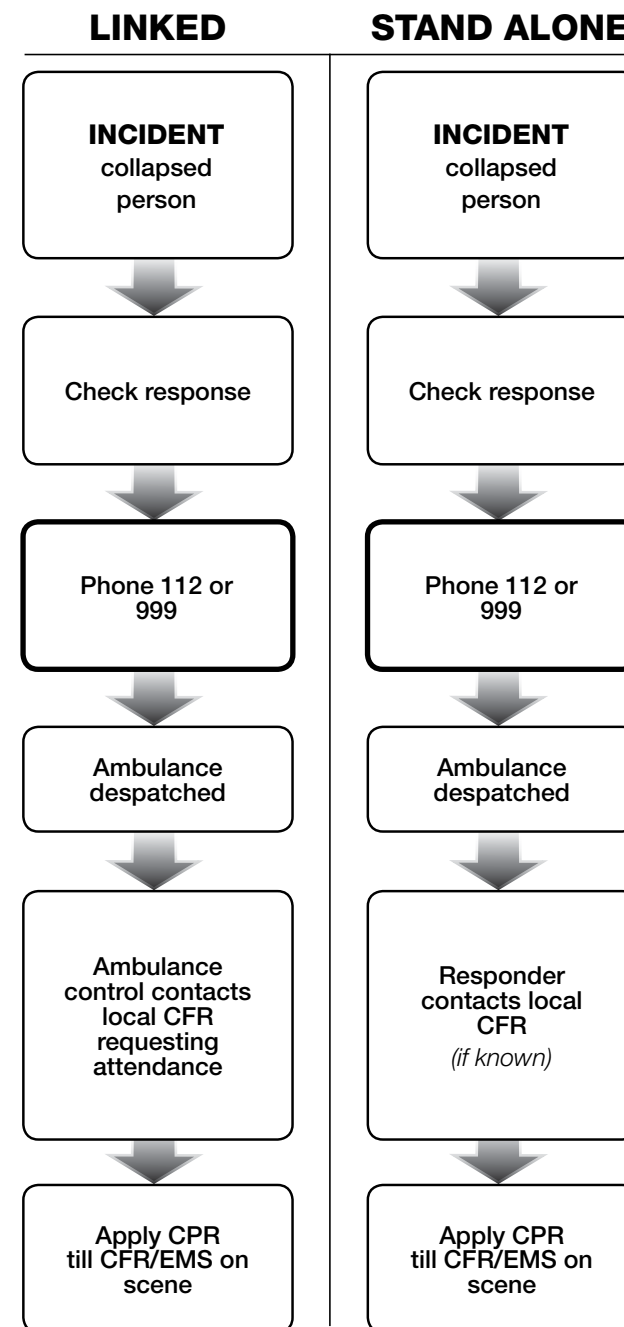 LINKED
INCIDENT
collapsed
person
Check response
Phone 112 or
999
Ambulance
despatched
Ambulance
control contacts
local CFR
requesting
attendance
Apply CPR
till CFR/EMS on
scene
STAND ALONE
INCIDENT
collapsed
person
Check response
Phone 112 or
999
Ambulance
despatched
Responder
contacts local
CFR
(if known)
Apply CPR
till CFR/EMS on
scene